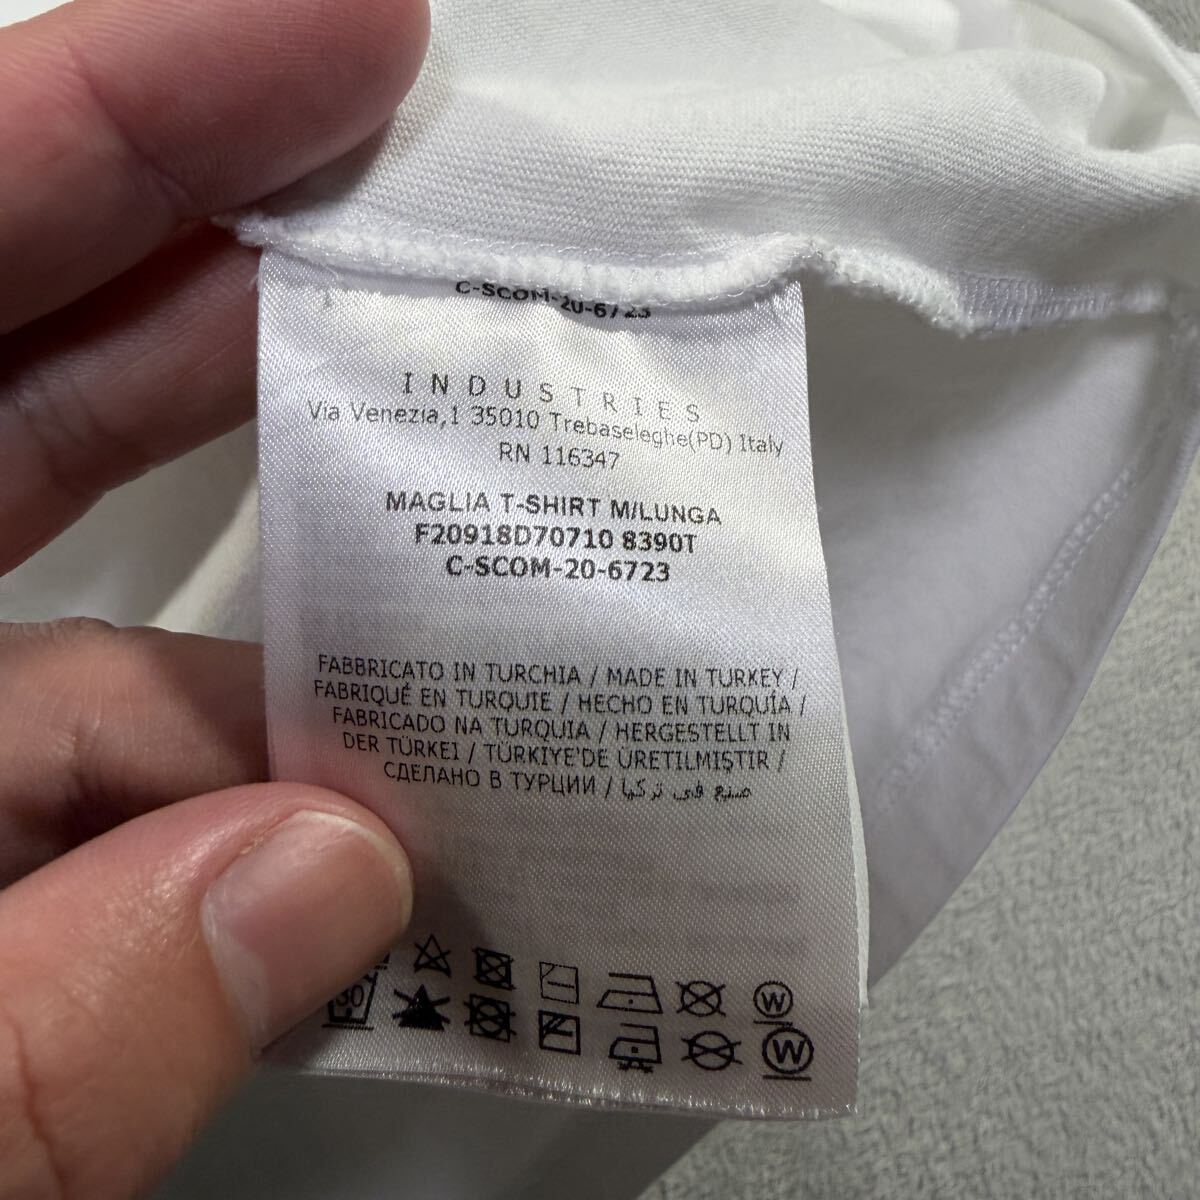 C-SCOM-20-6723
INDUSTRIES
Via Venezia,1 35010 Trebaseleghe(PD) Italy
RN 116347
MAGLIA T-SHIRT M/LUNGA
F20918D70710 8390T
C-SCOM-20-6723
FABBRICATO IN TURCHIA / MADE IN TURKEY /
FABRIQUÉ EN TURQUIE / HECHO EN TURQUÍA /
FABRICADO NA TURQUIA / HERGESTELLT IN
DER TÜRKEI / TÜRKIYE'DE ÜRETILMIŞTIR /
СДЕЛАНО В ТУРЦИИ / صنع في تركيا
W
30
W